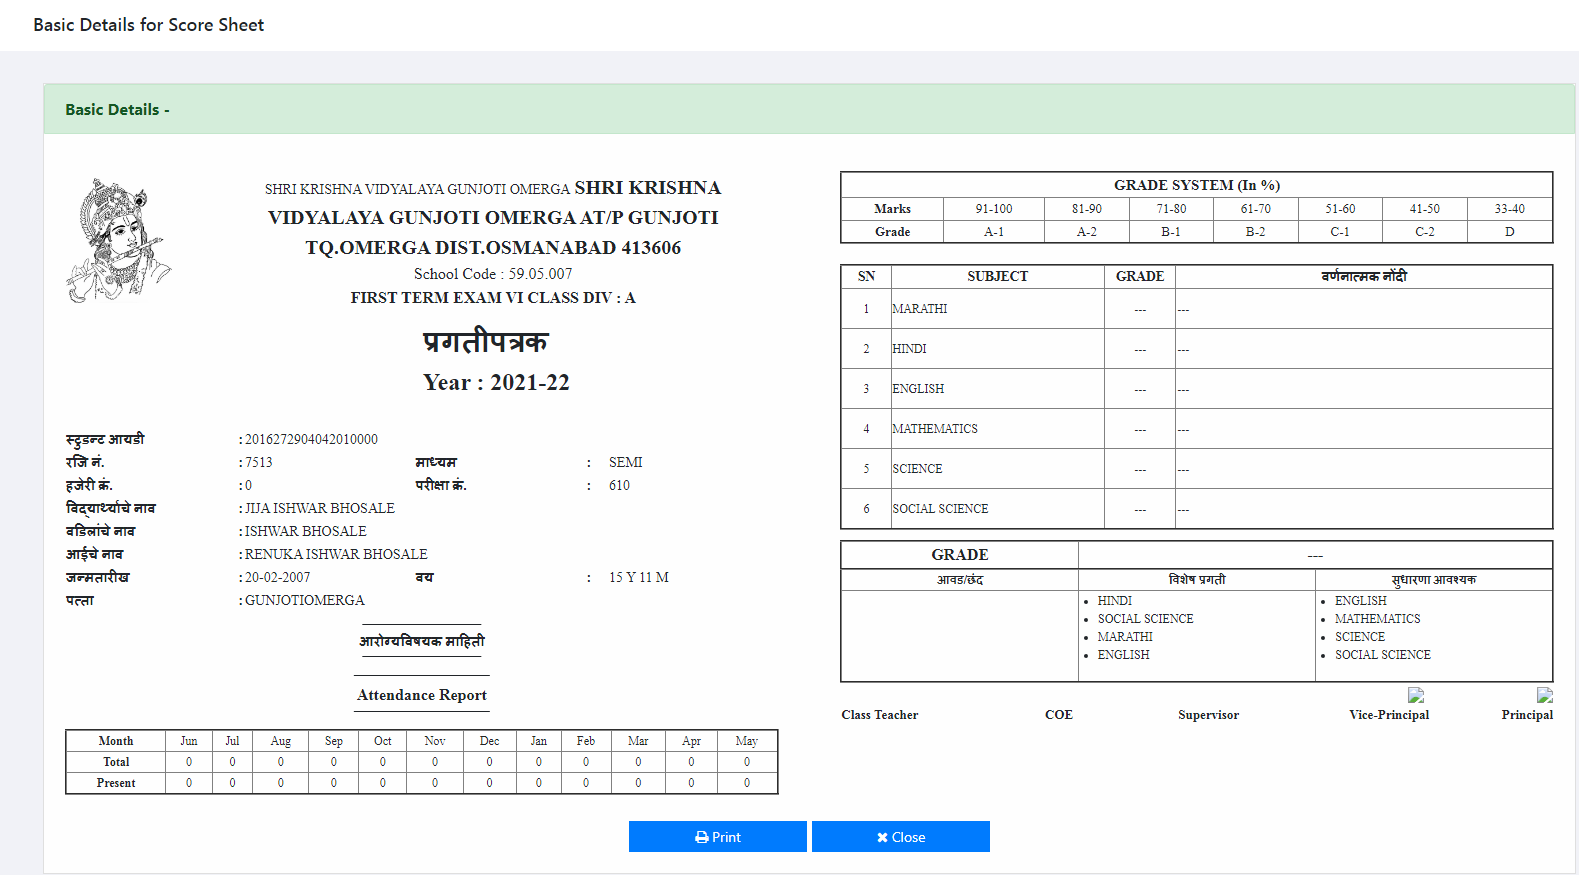 Basic Details for Score Sheet
Basic Details -
SHRI KRISHNA VIDYALAYA GUNJOTI OMERGA SHRI KRISHNA
VIDYALAYA GUNJOTI OMERGA AT/P GUNJOTI
TQ.OMERGA DIST.OSMANABAD 413606
School Code : 59.05.007
FIRST TERM EXAM VI CLASS DIV : A
प्रगतीपत्रक
Year : 2021-22
स्टुडन्ट आयडी : 2016272904042010000
रजि नं. : 7513 माध्यम : SEMI
हजेरी क्रं. : 0 परीक्षा क्रं. : 610
विद्यार्थ्याचे नाव : JIJA ISHWAR BHOSALE
वडिलांचे नाव : ISHWAR BHOSALE
आईचे नाव : RENUKA ISHWAR BHOSALE
जन्मतारीख : 20-02-2007 वय : 15 Y 11 M
पत्ता : GUNJOTIOMERGA
आरोग्यविषयक माहिती
Attendance Report
Month Jun Jul Aug Sep Oct Nov Dec Jan Feb Mar Apr May
Total 0 0 0 0 0 0 0 0 0 0 0 0
Present 0 0 0 0 0 0 0 0 0 0 0 0
GRADE SYSTEM (In %)
Marks 91-100 81-90 71-80 61-70 51-60 41-50 33-40
Grade A-1 A-2 B-1 B-2 C-1 C-2 D
SN SUBJECT GRADE वर्णनात्मक नोंदी
1 MARATHI --- ---
2 HINDI --- ---
3 ENGLISH --- ---
4 MATHEMATICS --- ---
5 SCIENCE --- ---
6 SOCIAL SCIENCE --- ---
GRADE ---
आवड/छंद विशेष प्रगती सुधारणा आवश्यक
• HINDI • ENGLISH
• SOCIAL SCIENCE • MATHEMATICS
• MARATHI • SCIENCE
• ENGLISH • SOCIAL SCIENCE
Class Teacher COE Supervisor Vice-Principal Principal
Print Close